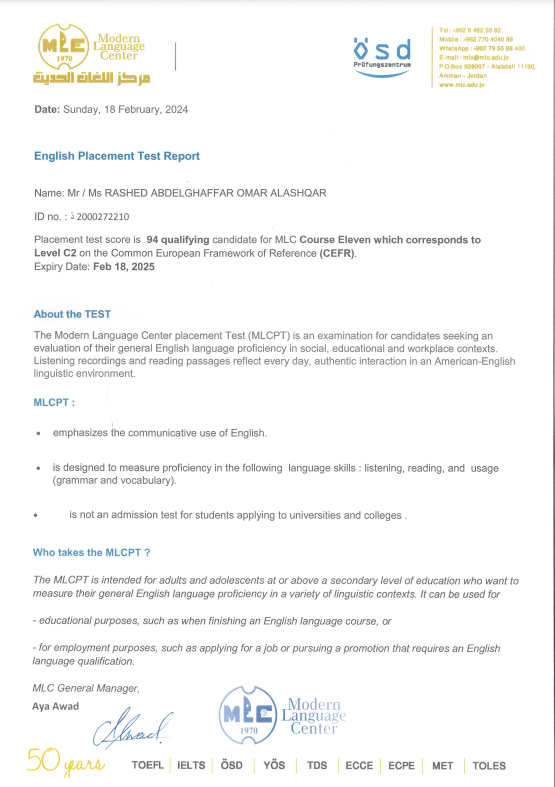 MLC
1970
Modern
Language
Center
مركز اللغات الحديث
ösd
Prüfungszentrum
Tel : +962 6 462 58 82
Mobile : +962 770 4040 89
WhatsApp : +962 79 55 88 400
E-mail : mlc@mlc.edu.jo
P.O.Box 928007 - Alabdali 11190,
Amman - Jordan
www.mlc.edu.jo
Date: Sunday, 18 February, 2024
English Placement Test Report
Name: Mr / Ms RASHED ABDELGHAFFAR OMAR ALASHQAR
ID no. : 2000272210
Placement test score is 94 qualifying candidate for MLC Course Eleven which corresponds to
Level C2 on the Common European Framework of Reference (CEFR).
Expiry Date: Feb 18, 2025
About the TEST
The Modern Language Center placement Test (MLCPT) is an examination for candidates seeking an
evaluation of their general English language proficiency in social, educational and workplace contexts.
Listening recordings and reading passages reflect every day, authentic interaction in an American-English
linguistic environment.
MLCPT :
• emphasizes the communicative use of English.
• is designed to measure proficiency in the following language skills : listening, reading, and usage
(grammar and vocabulary).
• is not an admission test for students applying to universities and colleges .
Who takes the MLCPT ?
The MLCPT is intended for adults and adolescents at or above a secondary level of education who want to
measure their general English language proficiency in a variety of linguistic contexts. It can be used for
- educational purposes, such as when finishing an English language course, or
- for employment purposes, such as applying for a job or pursuing a promotion that requires an English
language qualification.
MLC General Manager,
Aya Awad
MLC
1970
Modern
Language
Center
50 years
TOEFL | IELTS | ÖSD | YÖS | TDS | ECCE | ECPE | MET | TOLES